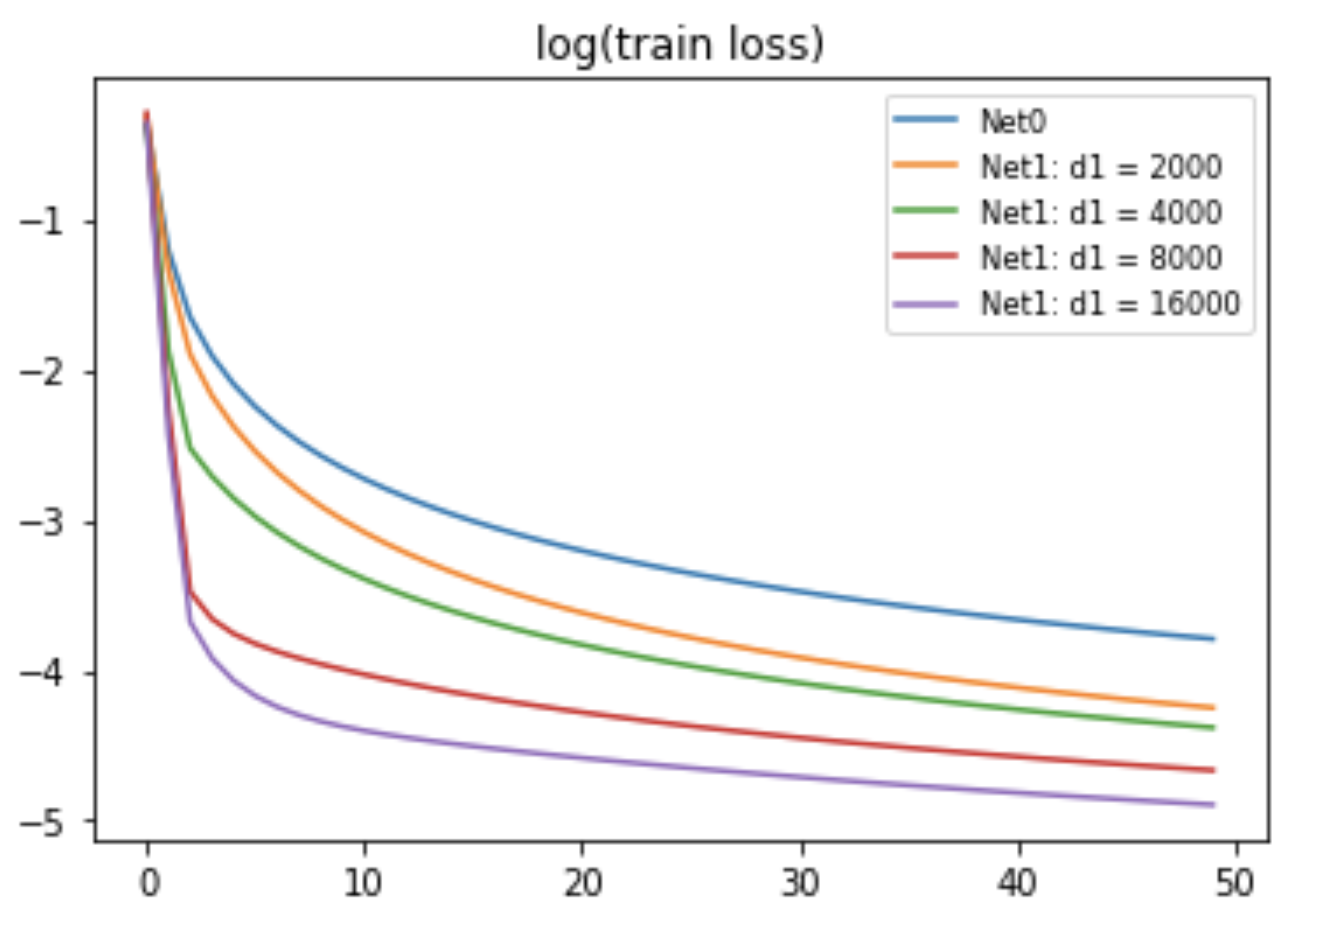 log(train loss)
Net0
Net1: d1 = 2000
Net1: d1 = 4000
Net1: d1 = 8000
Net1: d1 = 16000
−1
−2
−3
−4
−5
0 10 20 30 40 50